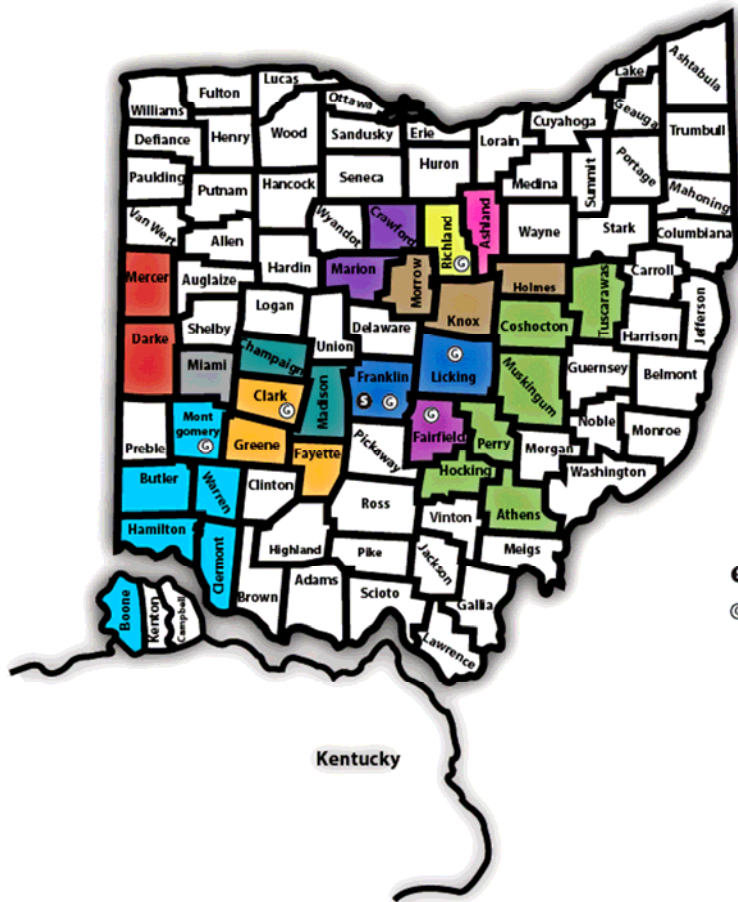 Ashtabula
Lake
Lucas
Fulton
Williams
Ottawa
Geauga
Cuyahoga
Erie
Sandusky
Wood
Henry
Defiance
Lorain
Trumbull
Huron
Portage
Summit
Medina
Seneca
Hancock
Paulding
Putnam
Mahoning
Crawford
Ashland
Richland
Wyandot
Van Wert
Allen
Wayne
Stark
Columbiana
Mercer
Auglaize
Hardin
Marion
Morrow
Holmes
Carroll
Tuscarawas
Jefferson
Logan
Knox
Coshocton
Shelby
Delaware
Harrison
Darke
Union
Champaign
Miami
Guernsey
Belmont
Franklin
Licking
Muskingum
Clark
Madison
S
G
G
G
G
G
G
Mont
gomery
Fairfield
Perry
Noble
Monroe
Preble
Greene
Fayette
Pickaway
Morgan
Hocking
Washington
Butler
Warren
Clinton
Ross
Athens
Vinton
Hamilton
Highland
Pike
Jackson
Meigs
Clermont
Adams
Scioto
Brown
Gallia
Boone
Kenton
Campbell
Lawrence
Kentucky